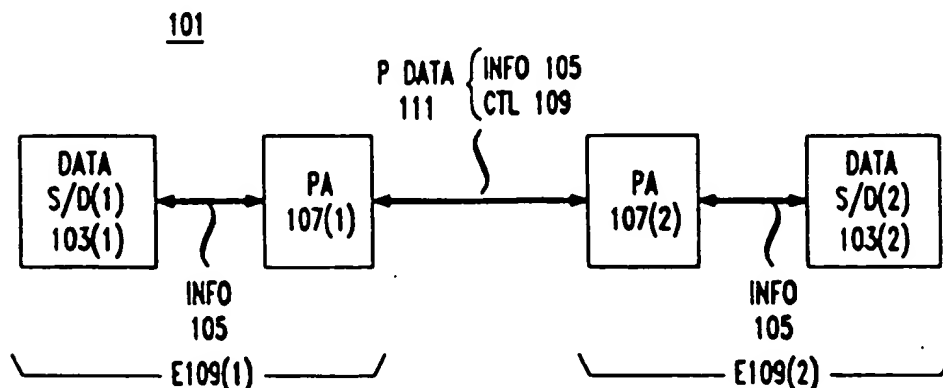 101
P DATA
111
INFO 105
CTL 109
DATA
S/D(1)
103(1)
PA
107(1)
PA
107(2)
DATA
S/D(2)
103(2)
INFO
105
INFO
105
E109(1)
E109(2)